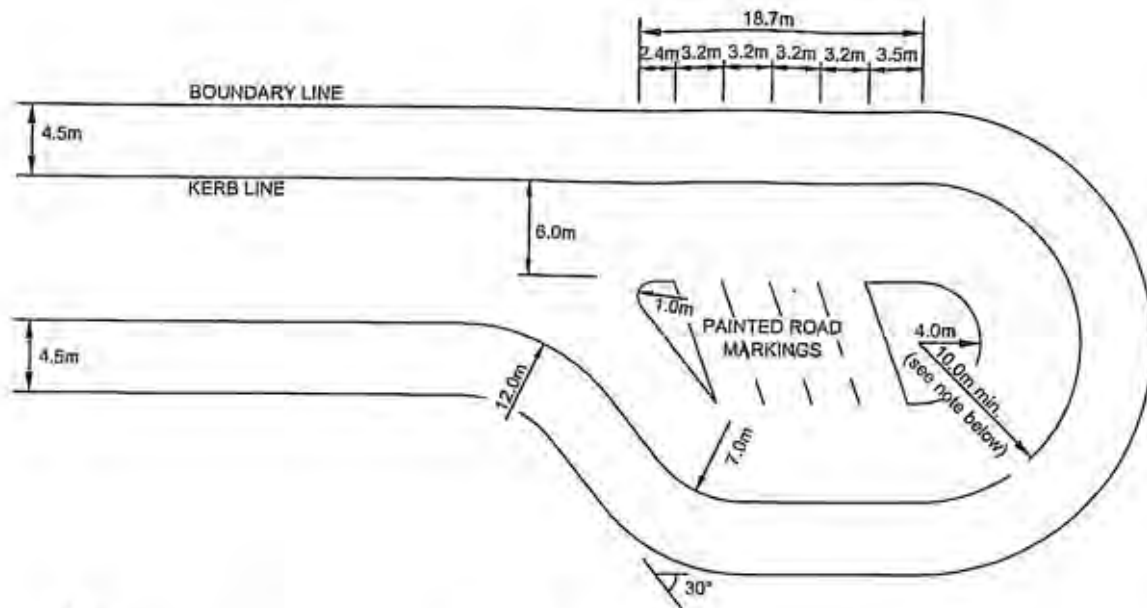 18.7m
2.4m 3.2m 3.2m 3.2m 3.2m 3.5m
BOUNDARY LINE
4.5m
KERB LINE
6.0m
1.0m
PAINTED ROAD
MARKINGS
4.0m
10.0m min.
(see note below)
4.5m
12.0m
7.0m
30°